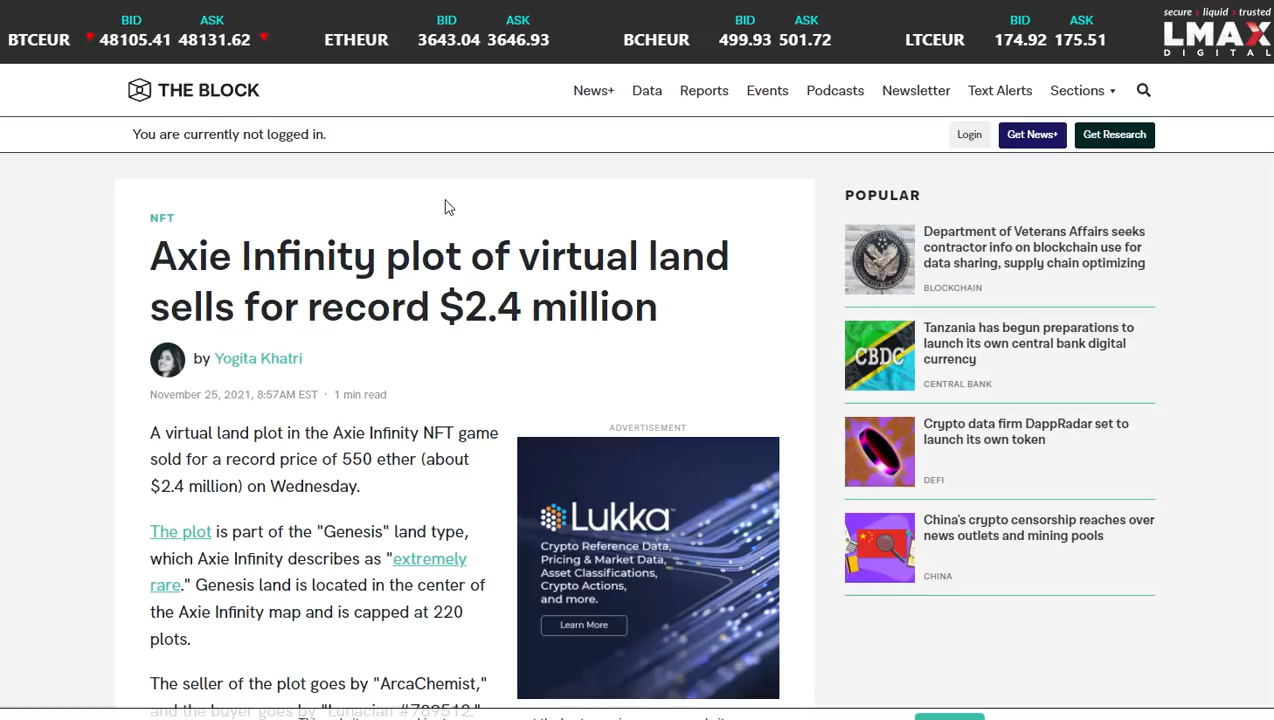 BTCEUR BID 48105.41 ASK 48131.62
ETHEUR BID 3643.04 ASK 3646.93
BCHEUR BID 499.93 ASK 501.72
LTCEUR BID 174.92 ASK 175.51
secure › liquid › trusted
LMAX
DIGITAL
THE BLOCK
News+ Data Reports Events Podcasts Newsletter Text Alerts Sections
You are currently not logged in.
Login Get News+ Get Research
NFT
Axie Infinity plot of virtual land
sells for record $2.4 million
by Yogita Khatri
November 25, 2021, 8:57AM EST · 1 min read
A virtual land plot in the Axie Infinity NFT game
sold for a record price of 550 ether (about
$2.4 million) on Wednesday.
The plot is part of the "Genesis" land type,
which Axie Infinity describes as "extremely
rare." Genesis land is located in the center of
the Axie Infinity map and is capped at 220
plots.
The seller of the plot goes by "ArcaChemist,"
and the buyer goes by "Lunacian #789512."
ADVERTISEMENT
Lukka
Crypto Reference Data,
Pricing & Market Data,
Asset Classifications,
Crypto Actions,
and more.
Learn More
POPULAR
Department of Veterans Affairs seeks
contractor info on blockchain use for
data sharing, supply chain optimizing
BLOCKCHAIN
CBDC
Tanzania has begun preparations to
launch its own central bank digital
currency
CENTRAL BANK
Crypto data firm DappRadar set to
launch its own token
DEFI
China's crypto censorship reaches over
news outlets and mining pools
CHINA